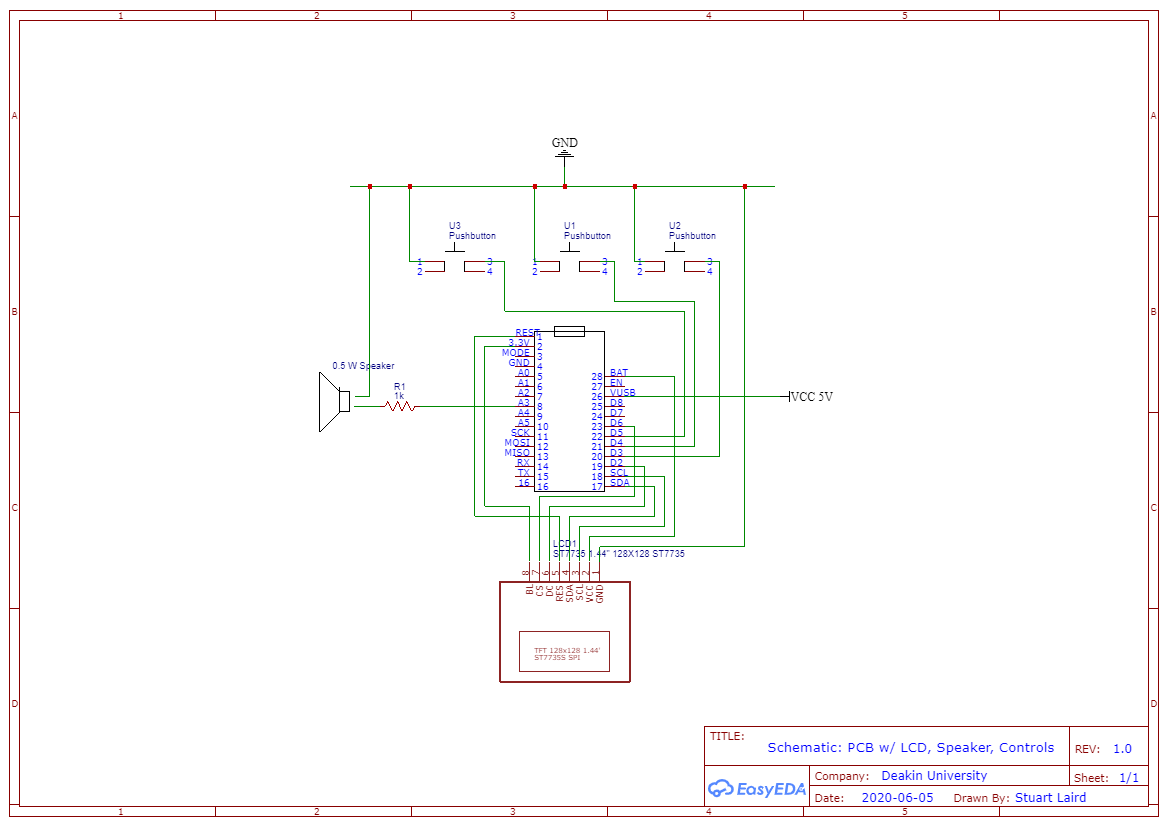 1 2 3 4 5
A A
GND
U3 U1 U2
Pushbutton Pushbutton Pushbutton
1 3 1 3 1 3
2 4 2 4 2 4
B B
REST 1
3.3V 2
MODE 3
GND 4
0.5 W Speaker
A0 5 28 BAT
A1 6 27 EN
R1
1k
A2 7 26 VUSB VCC 5V
A3 8 25 D8
A4 9 24 D7
A5 10 23 D6
SCK 11 22 D5
MOSI 12 21 D4
MISO 13 20 D3
RX 14 19 D2
TX 15 18 SCL
16 16 17 SDA
C C
LCD1
ST7735 1.44" 128X128 ST7735
8 7 6 5 4 3 2 1
BL CS DC RES SDA SCL VCC GND
TFT 128x128 1.44'
ST7735S SPI
D D
TITLE:
Schematic: PCB w/ LCD, Speaker, Controls
REV: 1.0
EasyEDA
Company: Deakin University
Sheet: 1/1
Date: 2020-06-05 Drawn By: Stuart Laird
1 2 3 4 5